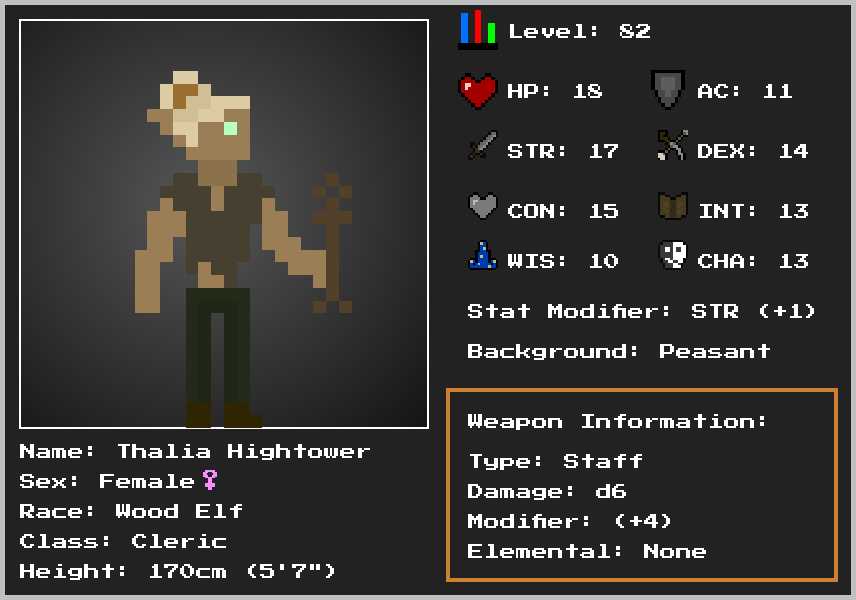 Level: 82
HP: 18 AC: 11
STR: 17 DEX: 14
CON: 15 INT: 13
WIS: 10 CHA: 13
Stat Modifier: STR (+1)
Background: Peasant
Weapon Information:
Type: Staff
Damage: d6
Modifier: (+4)
Elemental: None
Name: Thalia Hightower
Sex: Female♀
Race: Wood Elf
Class: Cleric
Height: 170cm (5'7")